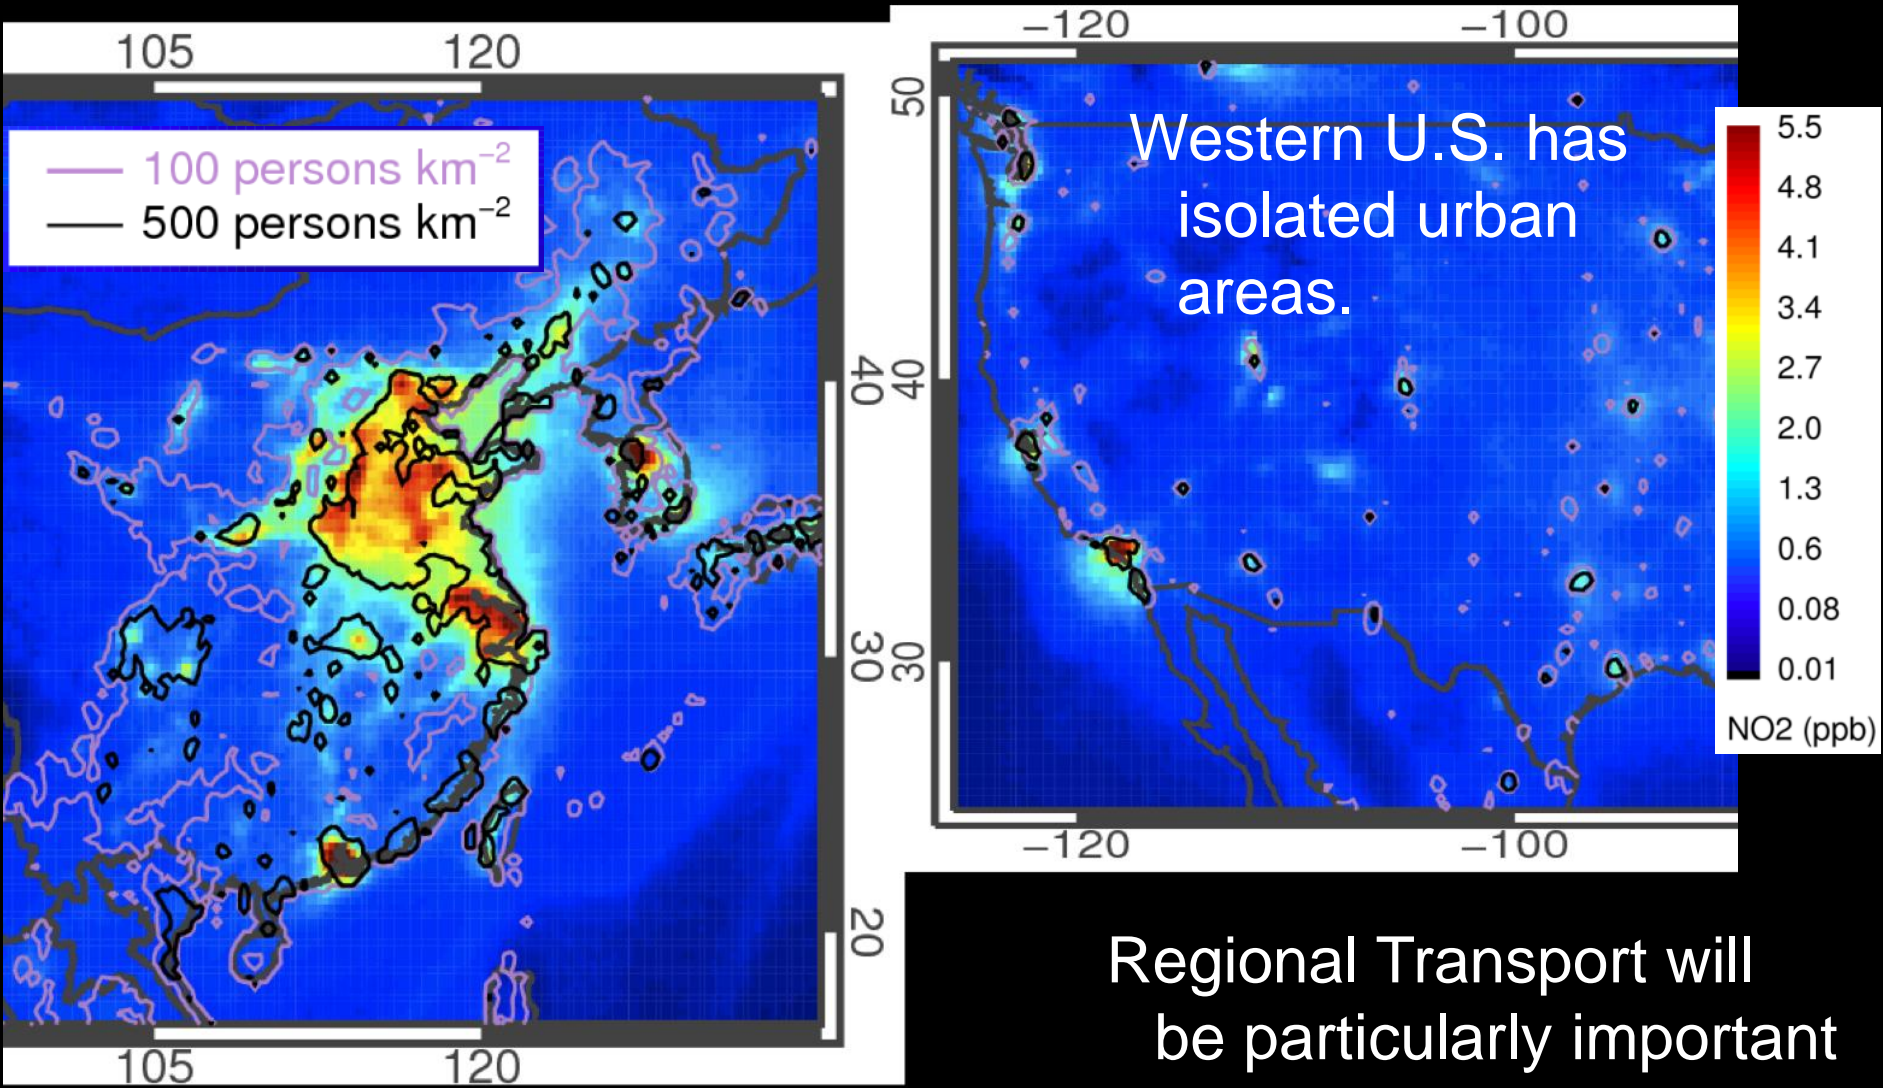 105 120
100 persons km⁻²
500 persons km⁻²
40
30
20
105 120
−120 −100
50
40
30
Western U.S. has
isolated urban
areas.
−120 −100
5.5
4.8
4.1
3.4
2.7
2.0
1.3
0.6
0.08
0.01
NO2 (ppb)
Regional Transport will
be particularly important